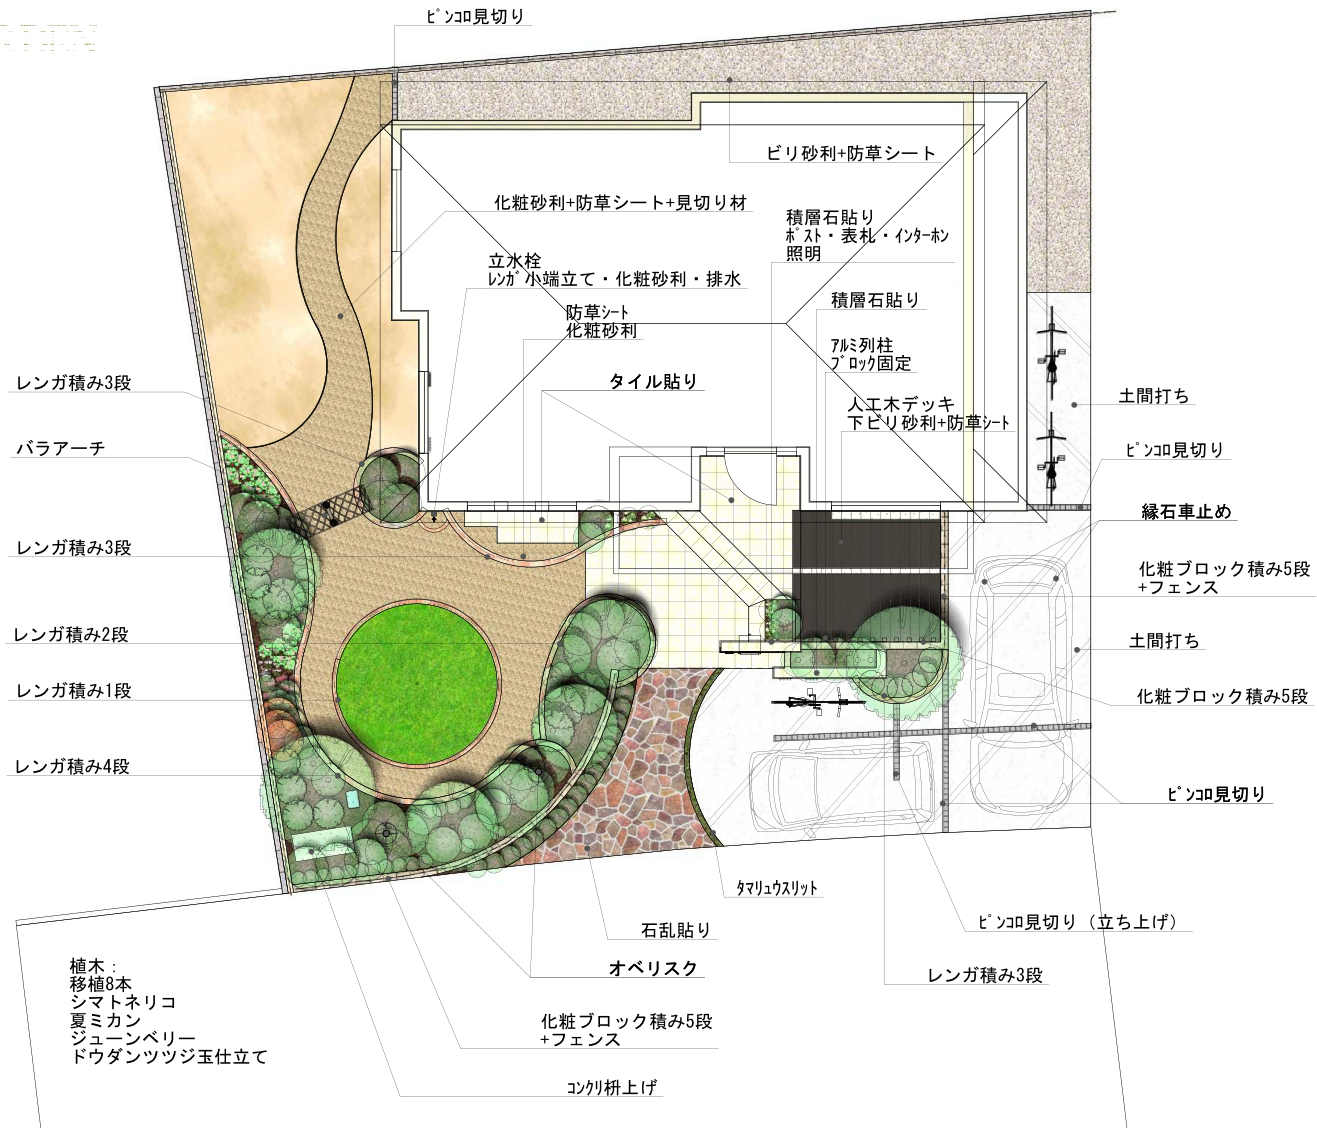 ﾋﾟﾝｺﾛ見切り
ビリ砂利+防草シート
化粧砂利+防草シート+見切り材
積層石貼り
ﾎﾟｽﾄ・表札・ｲﾝﾀｰﾎﾝ
照明
立水栓
ﾚﾝｶﾞ小端立て・化粧砂利・排水
積層石貼り
防草ｼｰﾄ
化粧砂利
ｱﾙﾐ列柱
ﾌﾞﾛｯｸ固定
タイル貼り
レンガ積み3段
土間打ち
人工木デッキ
下ビリ砂利+防草ｼｰﾄ
バラアーチ
ﾋﾟﾝｺﾛ見切り
縁石車止め
レンガ積み3段
化粧ブロック積み5段
+フェンス
レンガ積み2段
土間打ち
レンガ積み1段
化粧ブロック積み5段
レンガ積み4段
ﾋﾟﾝｺﾛ見切り
ﾀﾏﾘｭｳｽﾘｯﾄ
石乱貼り
ﾋﾟﾝｺﾛ見切り（立ち上げ）
オベリスク
レンガ積み3段
植木：
移植8本
シマトネリコ
夏ミカン
ジューンベリー
ドウダンツツジ玉仕立て
化粧ブロック積み5段
+フェンス
ｺﾝｸﾘ枡上げ